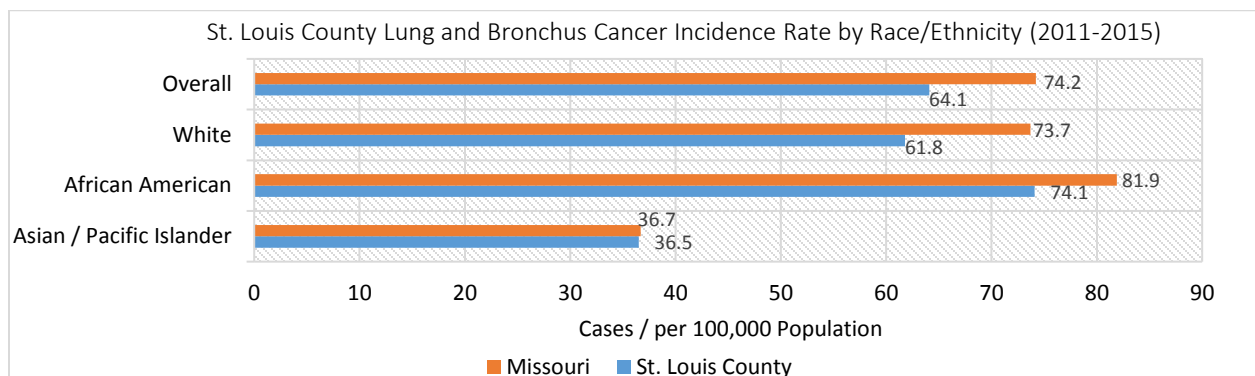 St. Louis County Lung and Bronchus Cancer Incidence Rate by Race/Ethnicity (2011-2015)
Overall
74.2
64.1
White
73.7
61.8
African American
81.9
74.1
Asian / Pacific Islander
36.7
36.5
0 10 20 30 40 50 60 70 80 90
Cases / per 100,000 Population
Missouri St. Louis County